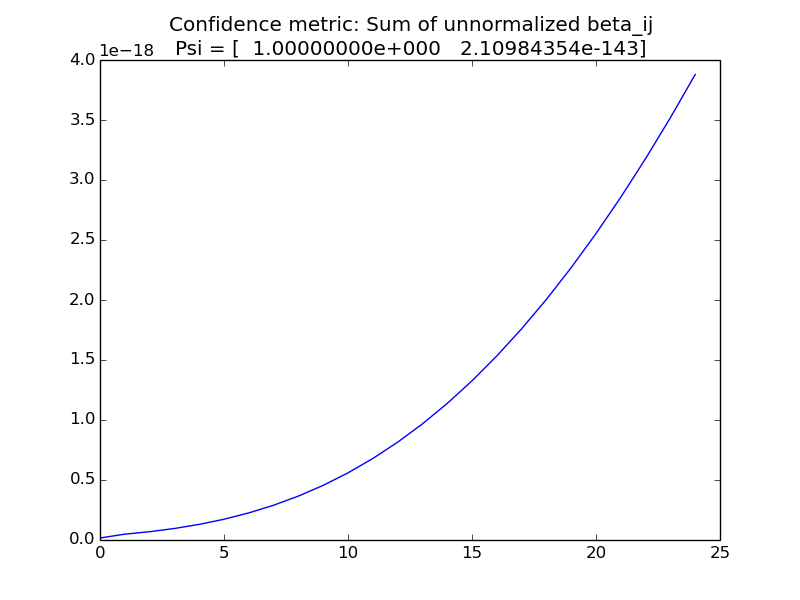 Confidence metric: Sum of unnormalized beta_ij
Psi = [  1.00000000e+000   2.10984354e-143]
1e−18
4.0
3.5
3.0
2.5
2.0
1.5
1.0
0.5
0.0
0 5 10 15 20 25